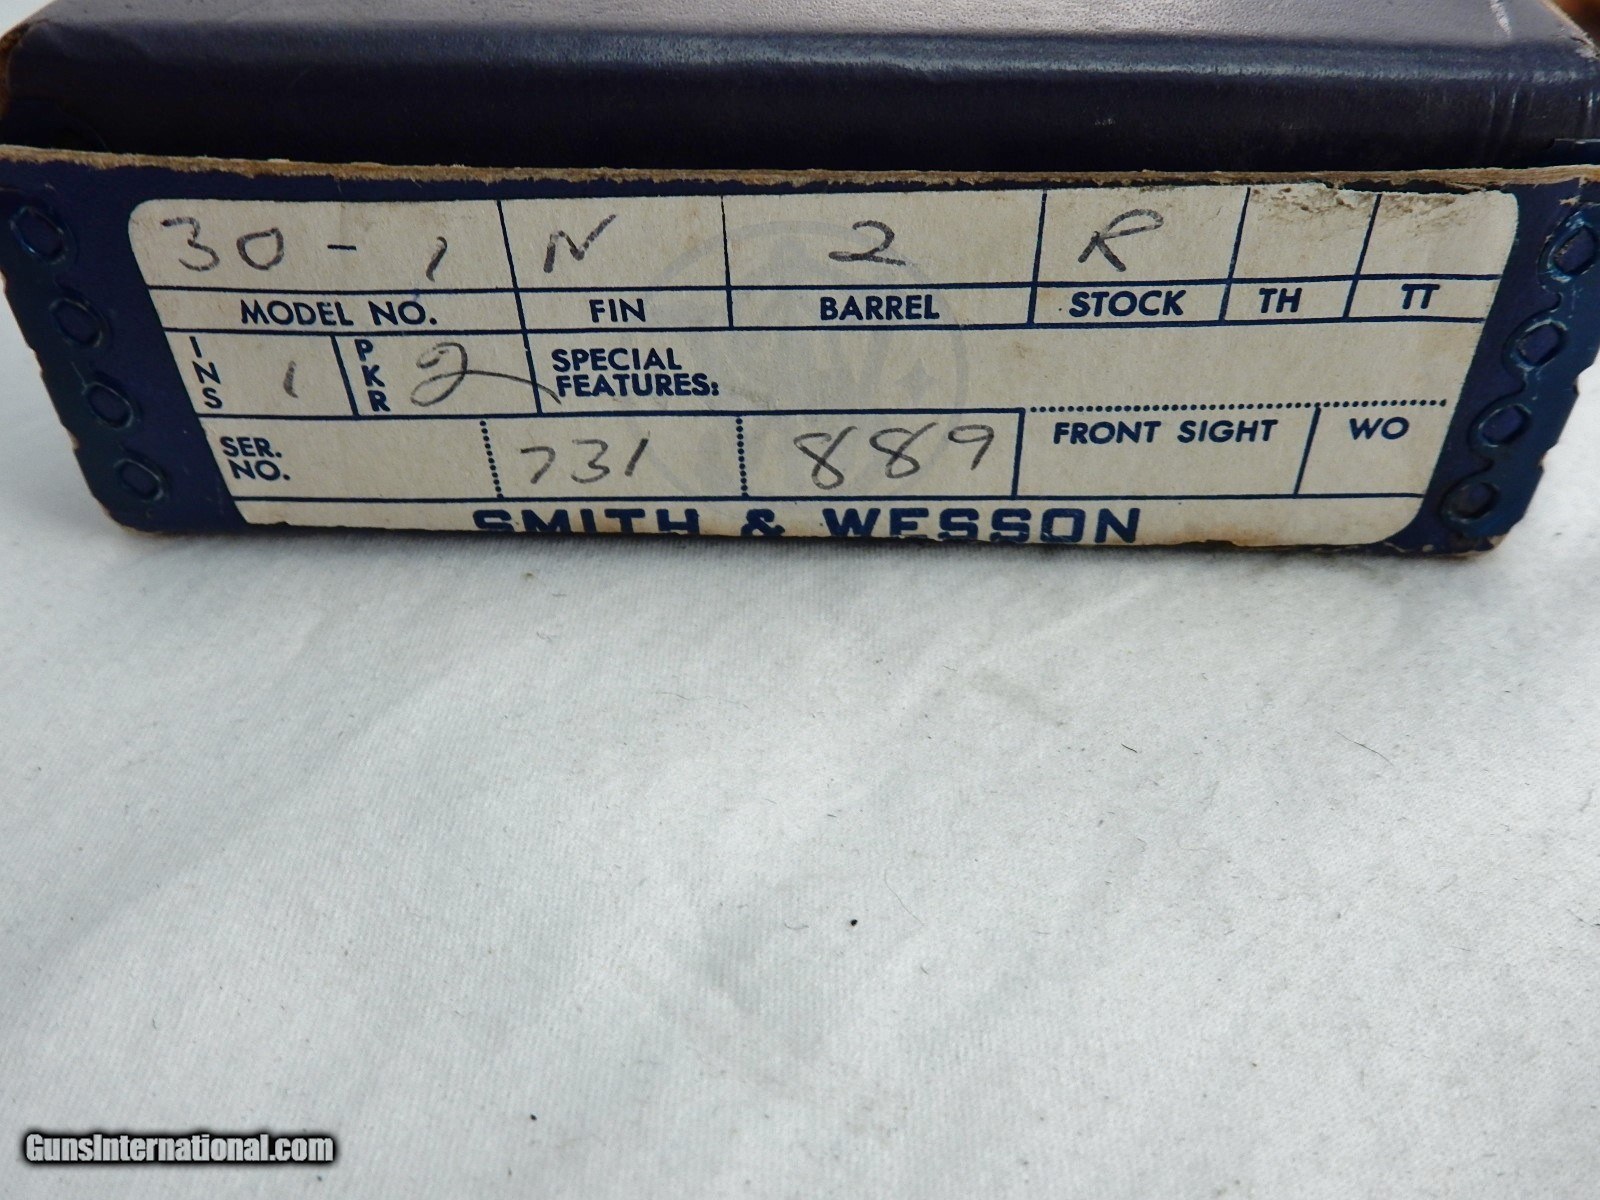 30-1 N 2 R
MODEL NO. FIN BARREL STOCK TH TT
INS 1 PKR 2 SPECIAL
FEATURES:
SER. 731 889 FRONT SIGHT WO
NO.
SMITH & WESSON
GunsInternational.com